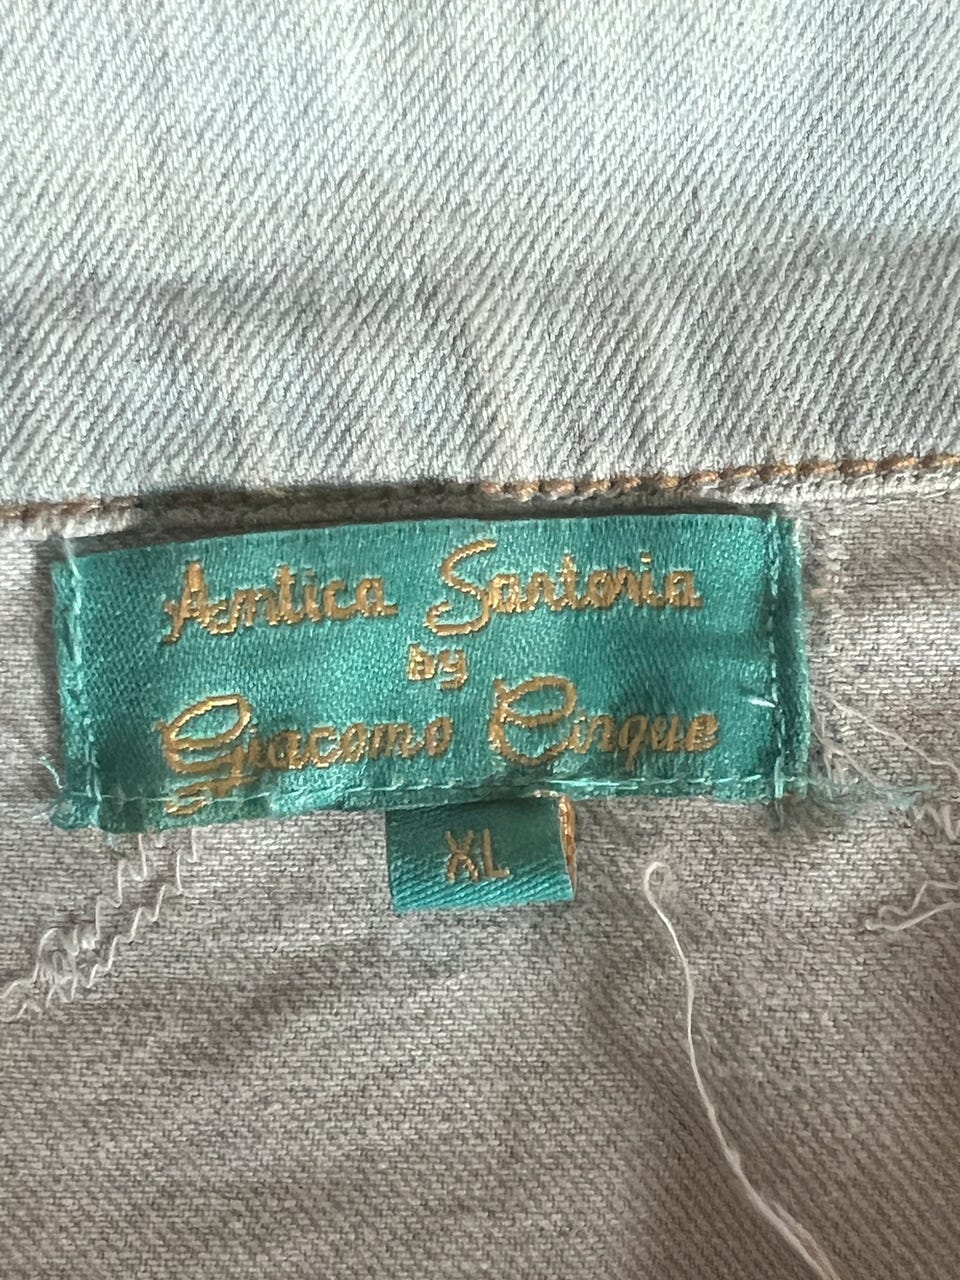 Antica Sartoria
by
Giacomo Cinque
XL